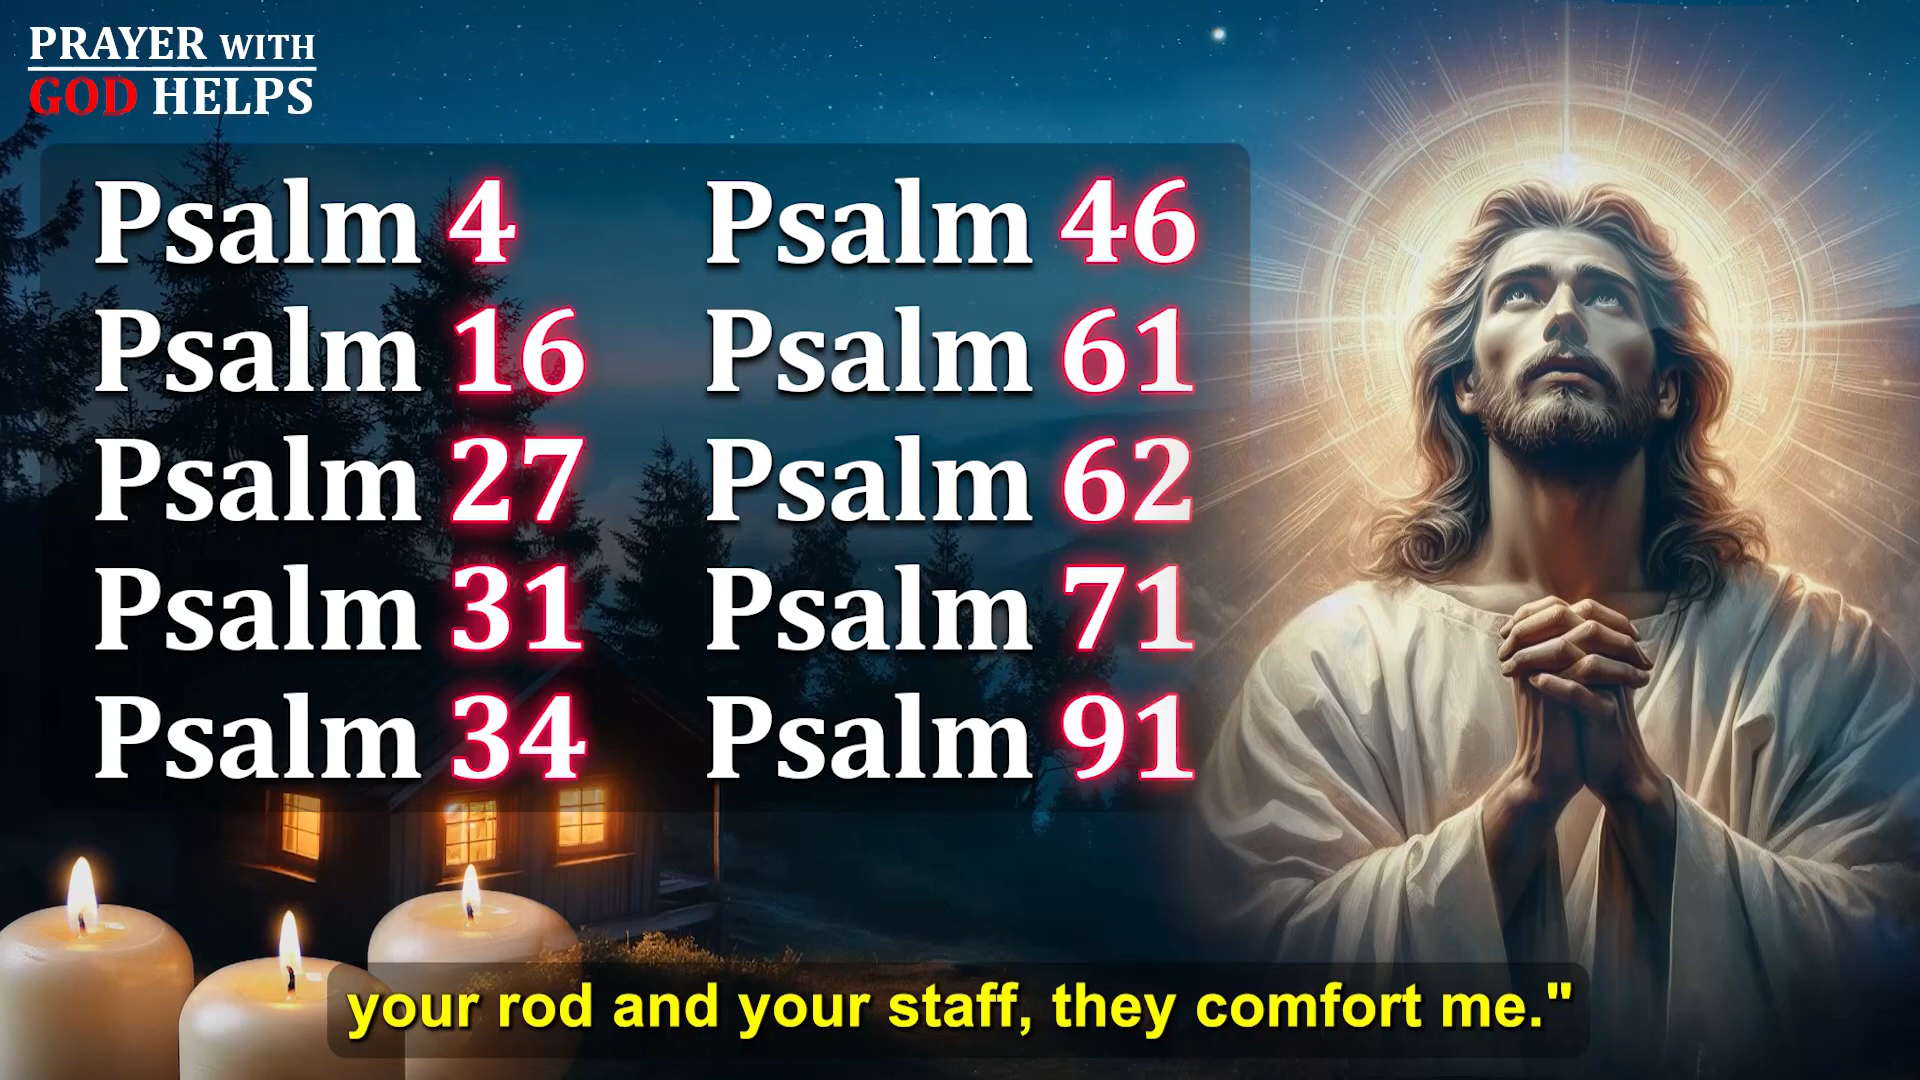 PRAYER WITH
GOD HELPS
Psalm 4
Psalm 16
Psalm 27
Psalm 31
Psalm 34
Psalm 46
Psalm 61
Psalm 62
Psalm 71
Psalm 91
your rod and your staff, they comfort me."